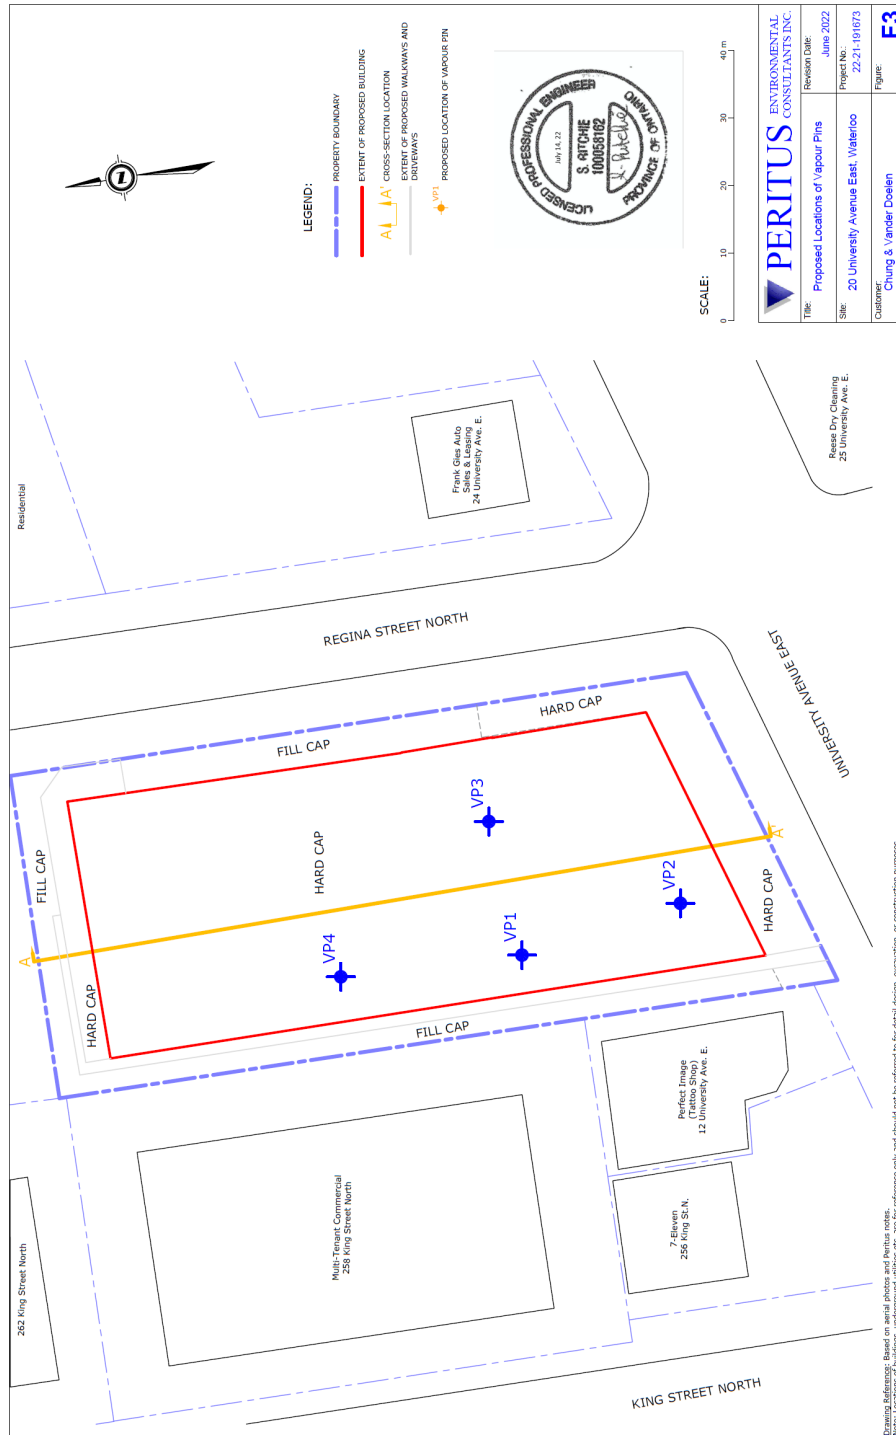 LEGEND:
PROPERTY BOUNDARY
EXTENT OF PROPOSED BUILDING
A A' CROSS-SECTION LOCATION
EXTENT OF PROPOSED WALKWAYS AND
DRIVEWAYS
VP1 PROPOSED LOCATION OF VAPOUR PIN
LICENSED PROFESSIONAL ENGINEER
July 14, 22
S. RITCHIE
100058162
S. Ritchie
PROVINCE OF ONTARIO
SCALE:
0 10 20 30 40 m
PERITUS ENVIRONMENTAL
CONSULTANTS INC.
Title:
Proposed Locations of Vapour Pins
Revision Date:
June 2022
Site:
20 University Avenue East, Waterloo
Project No.:
22-21-191673
Customer:
Chung & Vander Doelen
Figure:
F3
Residential
Frank Gies Auto
Sales & Leasing
24 University Ave. E.
Reese Dry Cleaning
25 University Ave. E.
REGINA STREET NORTH
UNIVERSITY AVENUE EAST
FILL CAP
HARD CAP
FILL CAP
HARD CAP
VP3
VP2
A'
HARD CAP
A
HARD CAP
VP4
VP1
FILL CAP
262 King Street North
Multi-Tenant Commercial
258 King Street North
Perfect Image
(Tattoo Shop)
12 University Ave. E.
7-Eleven
256 King St.N.
KING STREET NORTH
Drawing Reference: Based on aerial photos and Peritus notes.